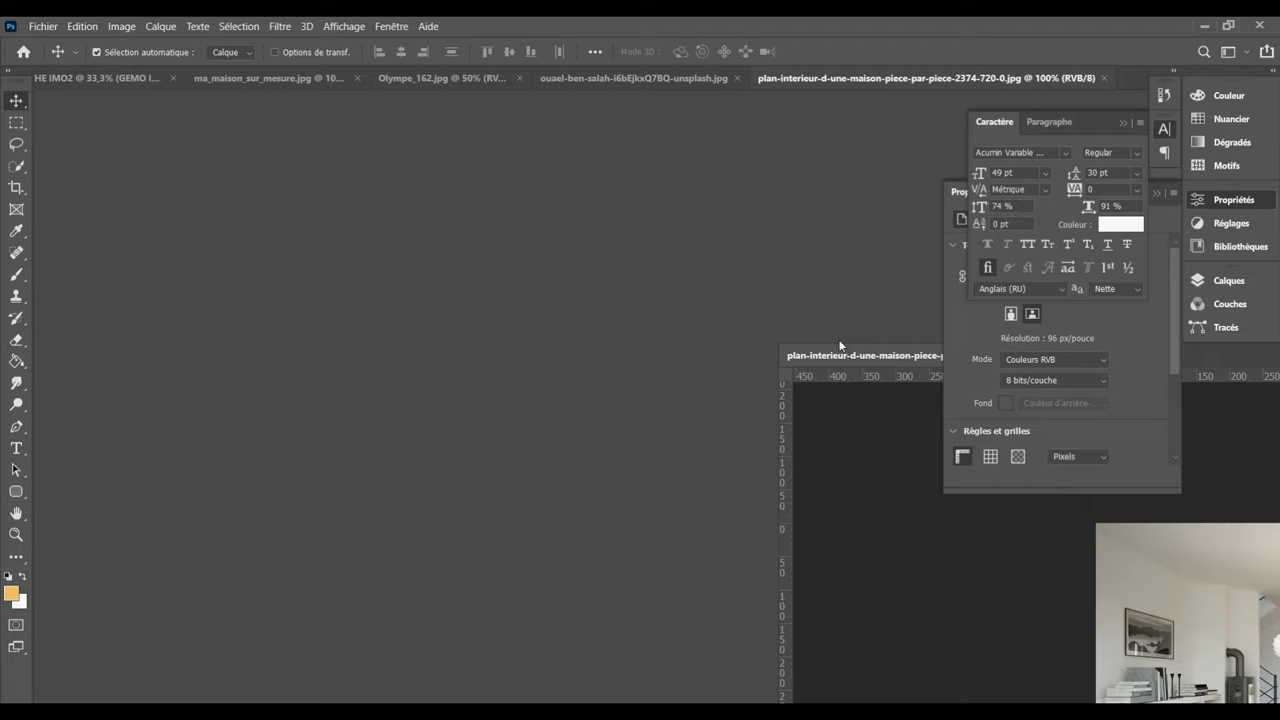 Ps Fichier Edition Image Calque Texte Sélection Filtre 3D Affichage Fenêtre Aide
Sélection automatique : Calque Options de transf. Mode 3D :
HE IMO2 @ 33,3% (GEMO I... ma_maison_sur_mesure.jpg @ 10... Olympe_162.jpg @ 50% (RV... ouael-ben-salah-i6bEjkxQ7BQ-unsplash.jpg plan-interieur-d-une-maison-piece-par-piece-2374-720-0.jpg @ 100% (RVB/8)
Couleur
Nuancier
Dégradés
Motifs
Propriétés
Réglages
Bibliothèques
Calques
Couches
Tracés
Caractère Paragraphe
Acumin Variable ... Regular
49 pt 30 pt
Métrique 0
74 % 91 %
0 pt Couleur :
Anglais (RU) Nette
Résolution : 96 px/pouce
Mode Couleurs RVB
8 bits/couche
Fond Couleur d'arrière-...
Règles et grilles
Pixels
plan-interieur-d-une-maison-piece-p
450 400 350 300 250 150 200 250